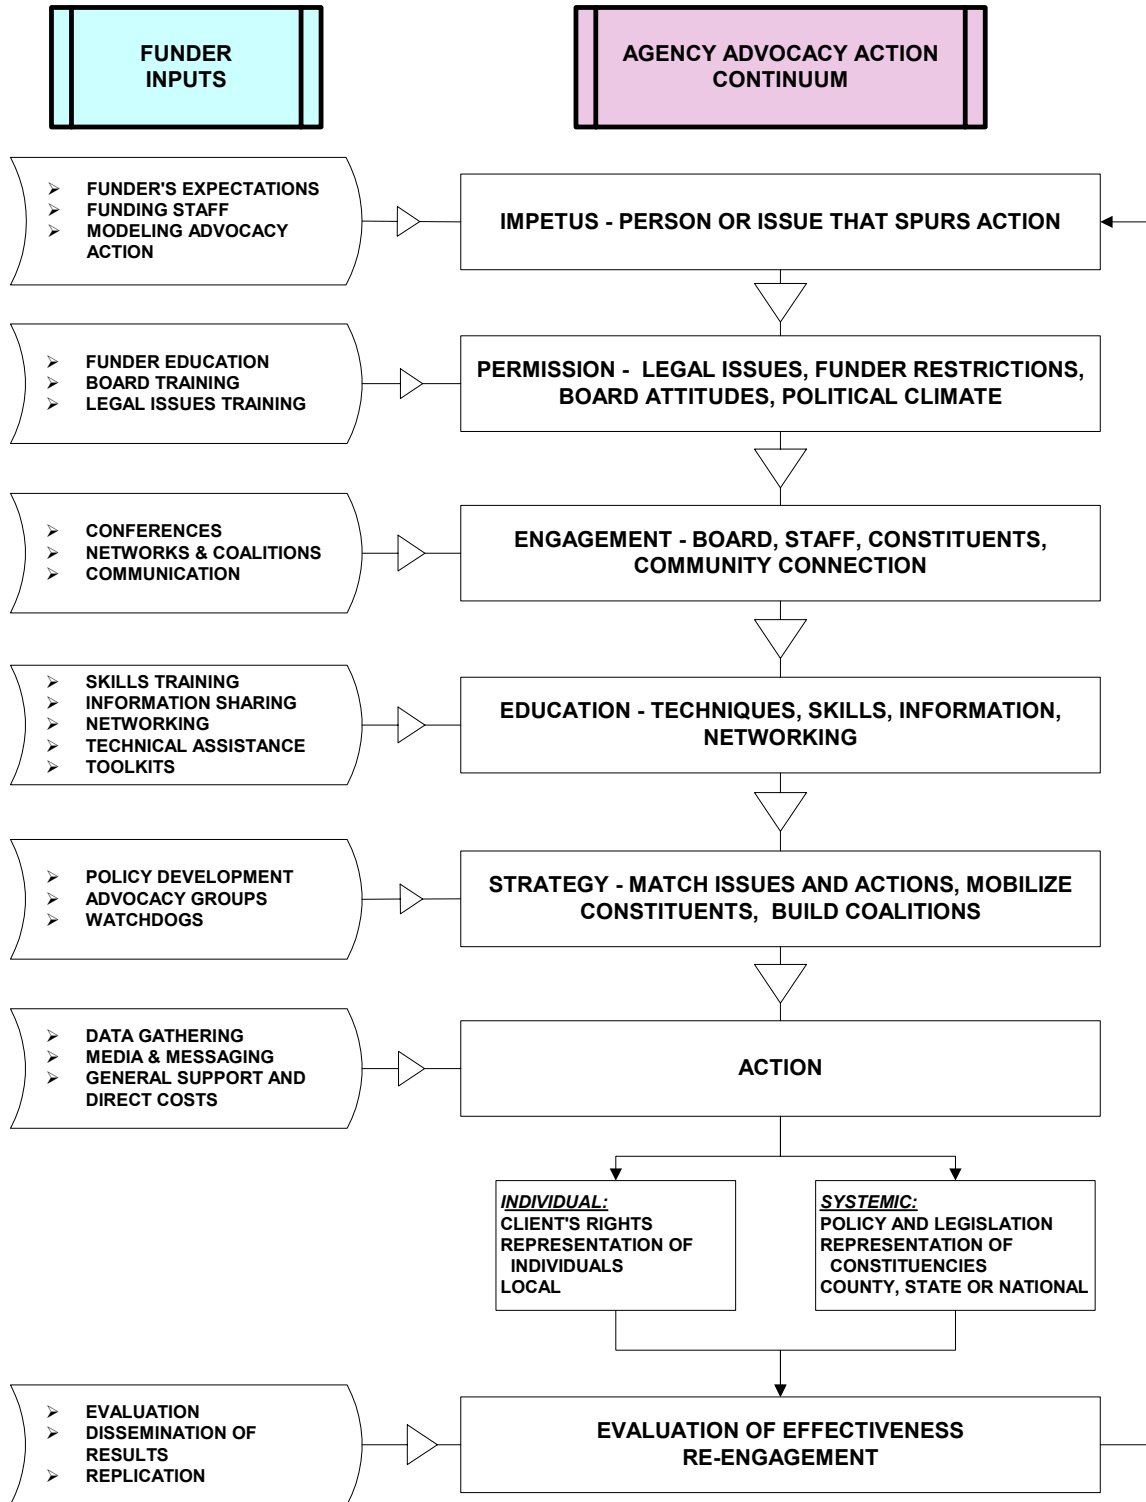 FUNDER
INPUTS
AGENCY ADVOCACY ACTION
CONTINUUM
➢ FUNDER'S EXPECTATIONS
➢ FUNDING STAFF
➢ MODELING ADVOCACY
ACTION
IMPETUS - PERSON OR ISSUE THAT SPURS ACTION
➢ FUNDER EDUCATION
➢ BOARD TRAINING
➢ LEGAL ISSUES TRAINING
PERMISSION - LEGAL ISSUES, FUNDER RESTRICTIONS,
BOARD ATTITUDES, POLITICAL CLIMATE
➢ CONFERENCES
➢ NETWORKS & COALITIONS
➢ COMMUNICATION
ENGAGEMENT - BOARD, STAFF, CONSTITUENTS,
COMMUNITY CONNECTION
➢ SKILLS TRAINING
➢ INFORMATION SHARING
➢ NETWORKING
➢ TECHNICAL ASSISTANCE
➢ TOOLKITS
EDUCATION - TECHNIQUES, SKILLS, INFORMATION,
NETWORKING
➢ POLICY DEVELOPMENT
➢ ADVOCACY GROUPS
➢ WATCHDOGS
STRATEGY - MATCH ISSUES AND ACTIONS, MOBILIZE
CONSTITUENTS, BUILD COALITIONS
➢ DATA GATHERING
➢ MEDIA & MESSAGING
➢ GENERAL SUPPORT AND
DIRECT COSTS
ACTION
INDIVIDUAL:
CLIENT'S RIGHTS
REPRESENTATION OF
INDIVIDUALS
LOCAL
SYSTEMIC:
POLICY AND LEGISLATION
REPRESENTATION OF
CONSTITUENCIES
COUNTY, STATE OR NATIONAL
➢ EVALUATION
➢ DISSEMINATION OF
RESULTS
➢ REPLICATION
EVALUATION OF EFFECTIVENESS
RE-ENGAGEMENT